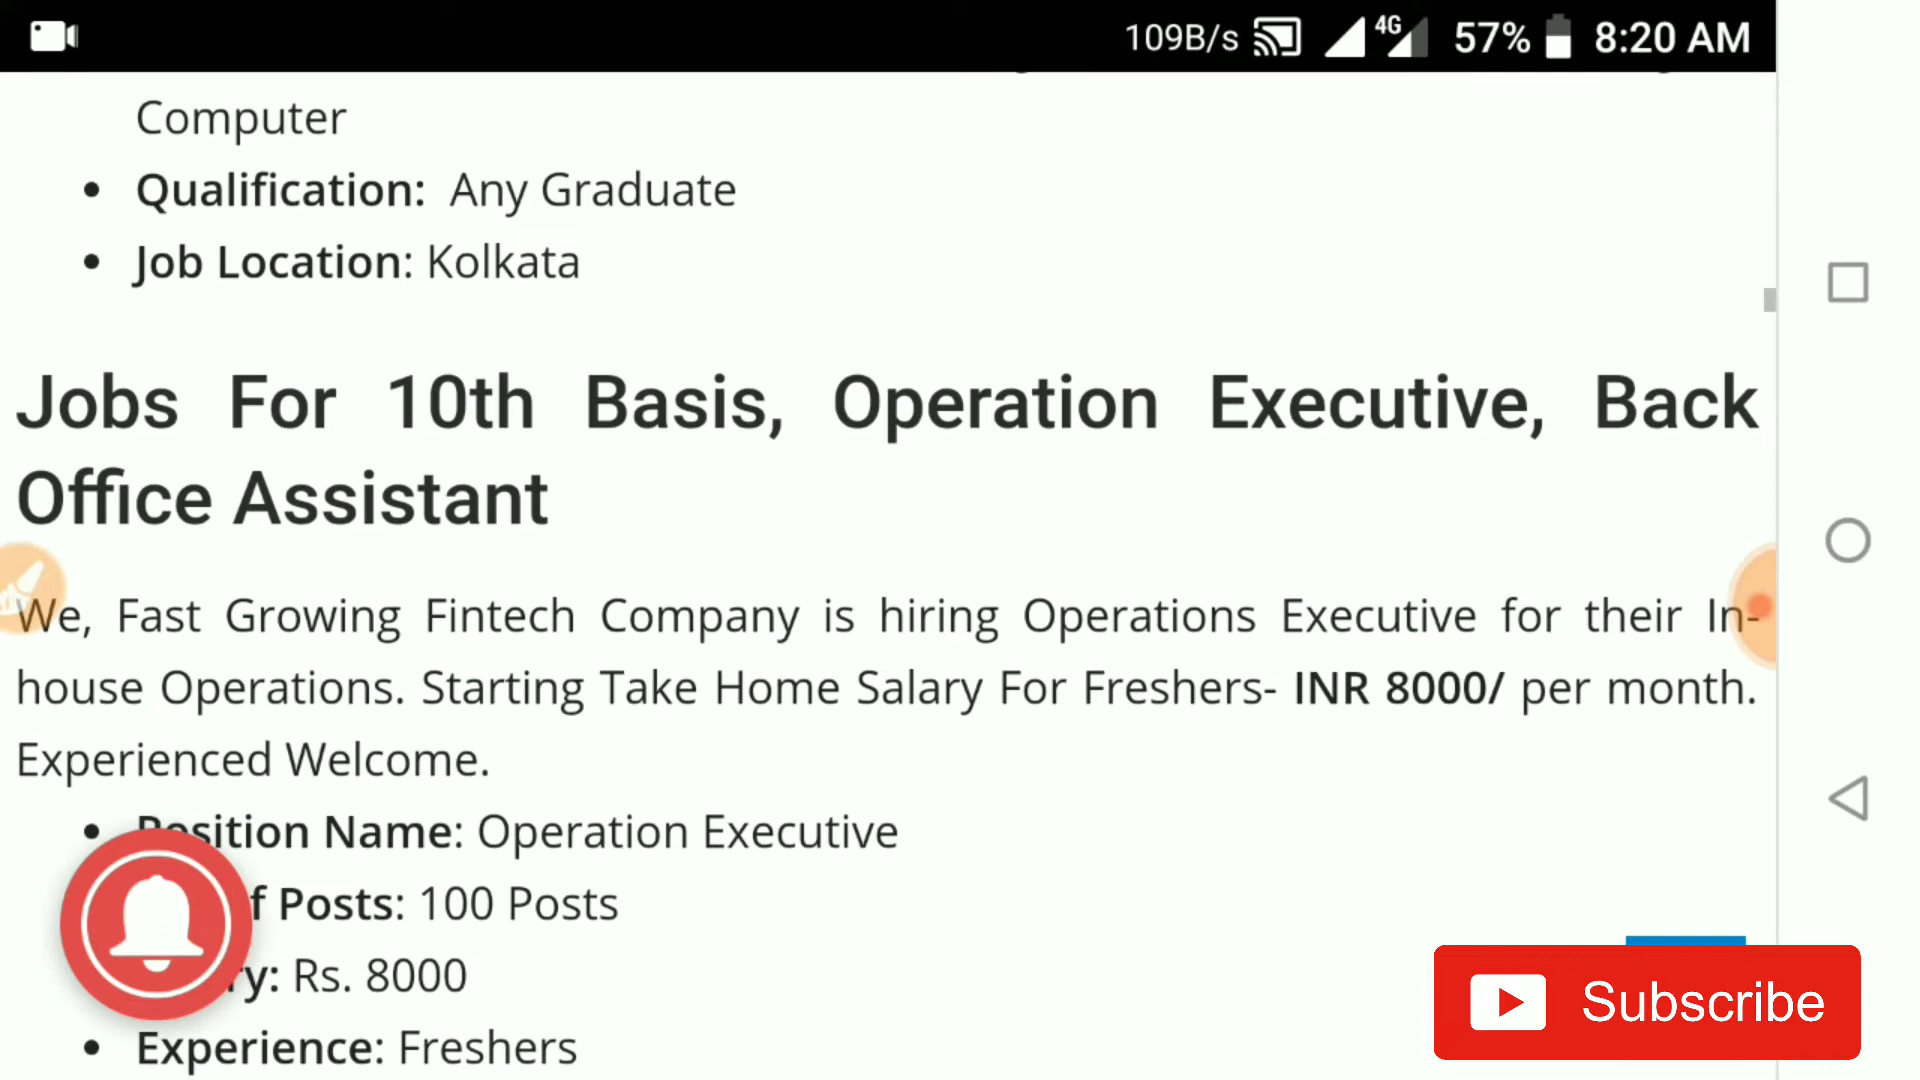 109B/s 4G 57% 8:20 AM
Computer
• Qualification: Any Graduate
• Job Location: Kolkata
Jobs For 10th Basis, Operation Executive, Back
Office Assistant
We, Fast Growing Fintech Company is hiring Operations Executive for their In-
house Operations. Starting Take Home Salary For Freshers- INR 8000/ per month.
Experienced Welcome.
• Position Name: Operation Executive
f Posts: 100 Posts
ry: Rs. 8000
• Experience: Freshers
Subscribe